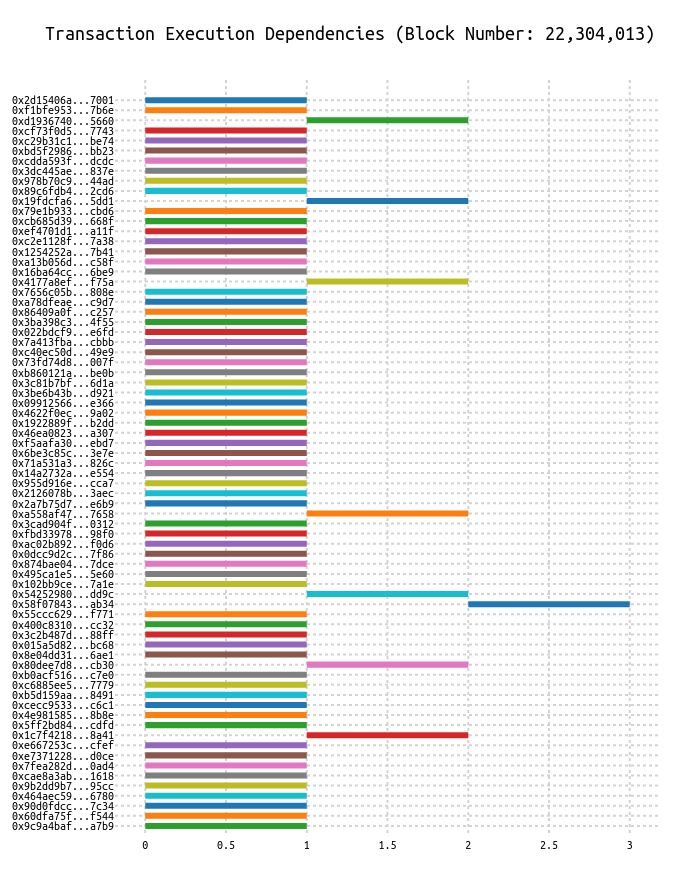 Transaction Execution Dependencies (Block Number: 22,304,013)
0x2d15406a...7001
0xf1bfe953...7b6e
0xd1936740...5660
0xcf73f0d5...7743
0xc29b31c1...be74
0xbd5f2986...bb23
0xcdda593f...dcdc
0x3dc445ae...837e
0x978b70c9...44ad
0x89c6fdb4...2cd6
0x19fdcfa6...5dd1
0x79e1b933...cbd6
0xcb685d39...668f
0xef4701d1...a11f
0xc2e1128f...7a38
0x1254252a...7b41
0xa13b056d...c58f
0x16ba64cc...6be9
0x4177a8ef...f75a
0x7656c05b...808e
0xa78dfeae...c9d7
0x86409a0f...c257
0x3ba398c3...4f55
0x022bdcf9...e6fd
0x7a413fba...cbbb
0xc40ec50d...49e9
0x73fd74d8...007f
0xb860121a...be0b
0x3c81b7bf...6d1a
0x3be6b43b...d921
0x09912566...e366
0x4622f0ec...9a02
0x1922889f...b2dd
0x46ea0823...a307
0xf5aafa30...ebd7
0x6be3c85c...3e7e
0x71a531a3...826c
0x14a2732a...e554
0x955d916e...cca7
0x2126078b...3aec
0x2a7b75d7...e6b9
0xa558af47...7658
0x3cad904f...0312
0xfbd33978...98f0
0xac02b892...f0d6
0x0dcc9d2c...7f86
0x874bae04...7dce
0x495ca1e5...5e60
0x102bb9ce...7a1e
0x54252980...dd9c
0x58f07843...ab34
0x55ccc629...f771
0x400c8310...cc32
0x3c2b487d...88ff
0x015a5d82...bc68
0x8e04dd31...6ae1
0x80dee7d8...cb30
0xb0acf516...c7e0
0xc6885ee5...7779
0xb5d159aa...8491
0xcecc9533...c6c1
0x4e981585...8b8e
0x5ff2bd84...cdfd
0x1c7f4218...8a41
0xe667253c...cfef
0xe7371228...d0ce
0x7fea282d...0ad4
0xcae8a3ab...1618
0x9b2dd9b7...95cc
0x464aec59...6780
0x90d0fdcc...7c34
0x60dfa75f...f544
0x9c9a4baf...a7b9
0 0.5 1 1.5 2 2.5 3